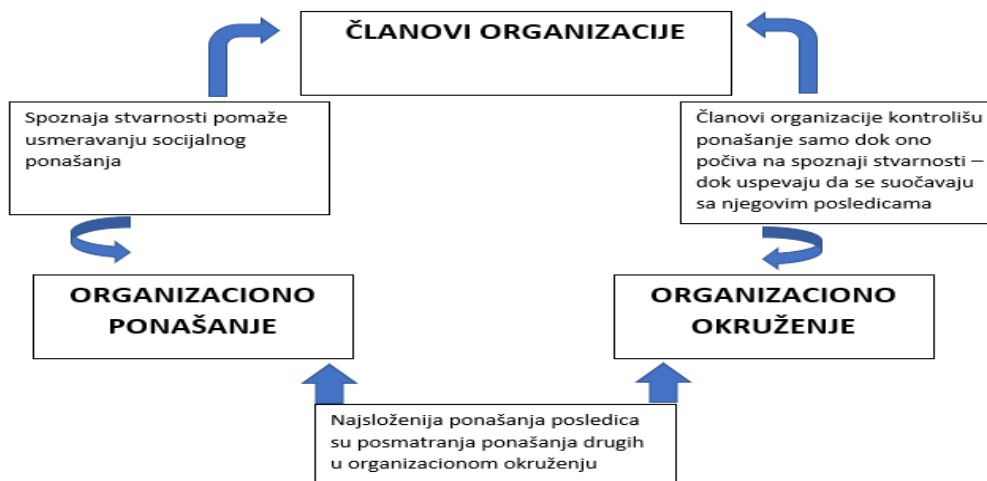 ČLANOVI ORGANIZACIJE
Spoznaja stvarnosti pomaže
usmeravanju socijalnog
ponašanja
Članovi organizacije kontrolišu
ponašanje samo dok ono
počiva na spoznaji stvarnosti –
dok uspevaju da se suočavaju
sa njegovim posledicama
ORGANIZACIONO
PONAŠANJE
ORGANIZACIONO
OKRUŽENJE
Najsloženija ponašanja posledica
su posmatranja ponašanja drugih
u organizacionom okruženju